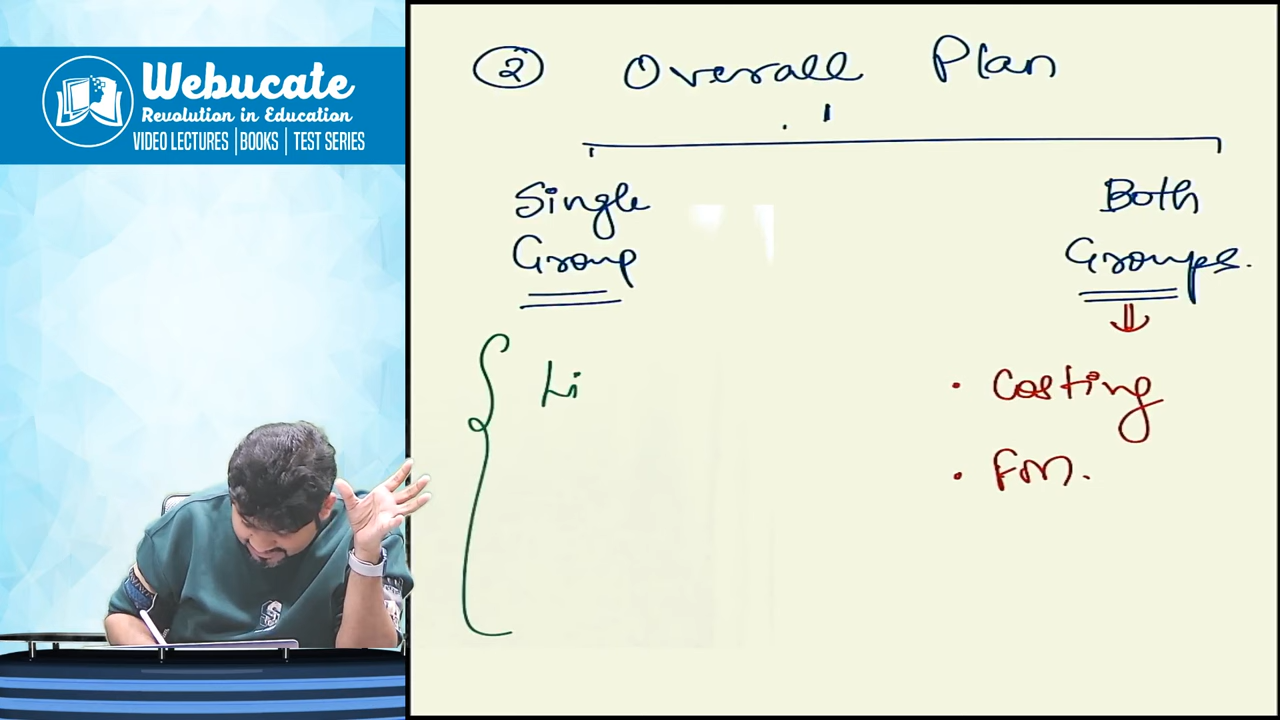 Webucate
Revolution in Education
VIDEO LECTURES | BOOKS | TEST SERIES
② Overall Plan
Single
Group
Both
Groups.
Li
• Costing
• FM.